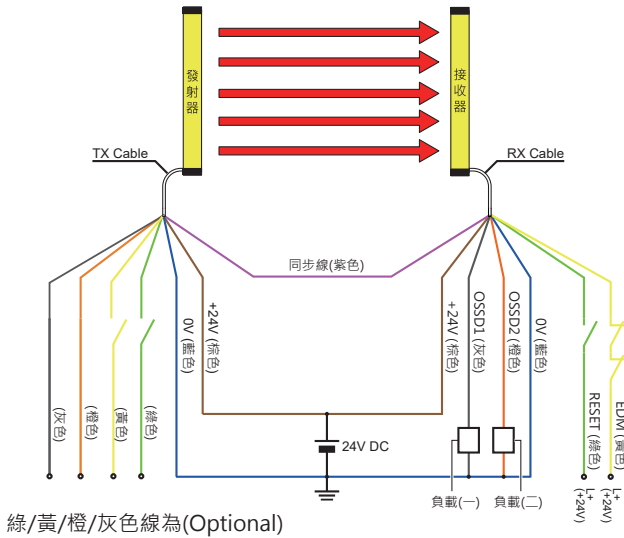 發射器
接收器
TX Cable
RX Cable
同步線(紫色)
(灰色)
(橙色)
(黃色)
(綠色)
0V (藍色)
+24V (棕色)
+24V (棕色)
OSSD1 (灰色)
OSSD2 (橙色)
0V (藍色)
RESET (綠色)
EDM (黃色)
24V DC
負載(一)
負載(二)
L+
(+24V)
L+
(+24V)
綠/黃/橙/灰色線為(Optional)